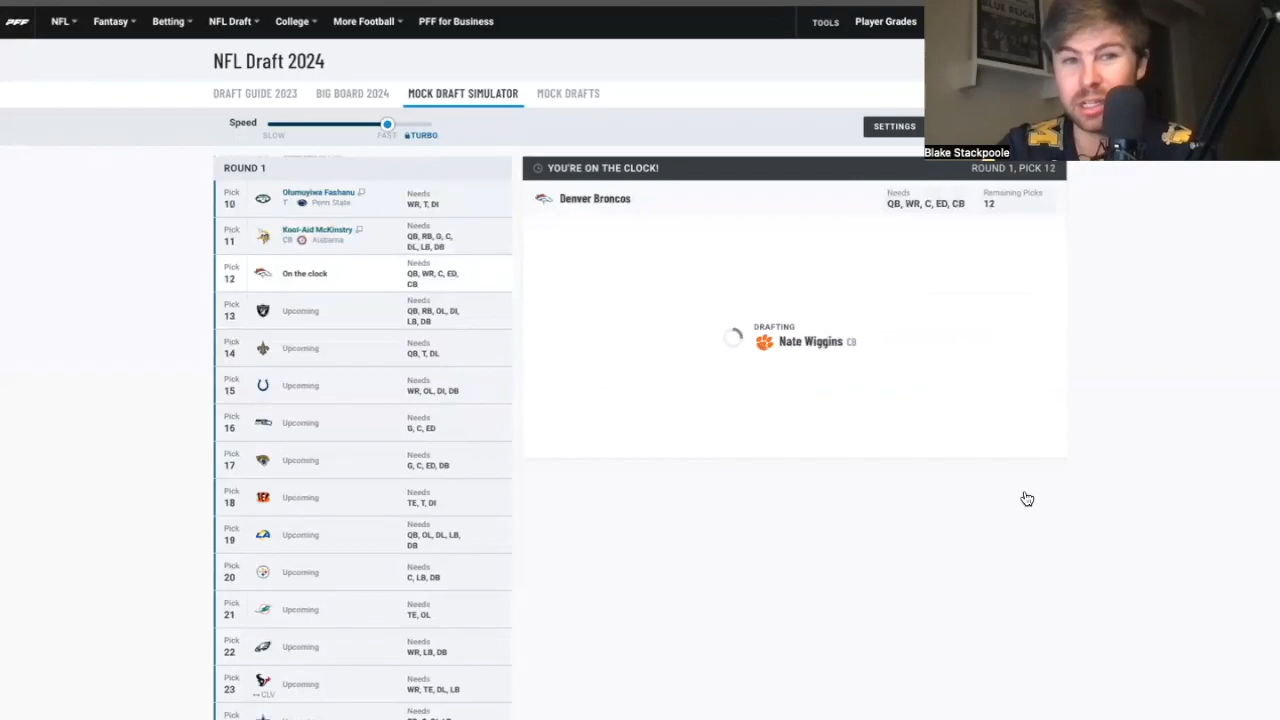 PFF NFL Fantasy Betting NFL Draft College More Football PFF for Business TOOLS Player Grades
NFL Draft 2024
DRAFT GUIDE 2023 BIG BOARD 2024 MOCK DRAFT SIMULATOR MOCK DRAFTS
Speed
SLOW FAST TURBO
SETTINGS
Blake Stackpoole
ROUND 1
Pick 10 Olumuyiwa Fashanu Needs
T Penn State WR, T, DI
Pick 11 Kool-Aid McKinstry Needs
CB Alabama QB, RB, G, C,
DL, LB, DB
Pick 12 On the clock Needs
QB, WR, C, ED,
CB
Pick 13 Upcoming Needs
QB, RB, OL, DI,
LB, DB
Pick 14 Upcoming Needs
QB, T, DL
Pick 15 Upcoming Needs
WR, OL, DI, DB
Pick 16 Upcoming Needs
G, C, ED
Pick 17 Upcoming Needs
G, C, ED, DB
Pick 18 Upcoming Needs
TE, T, DI
Pick 19 Upcoming Needs
QB, OL, DL, LB,
DB
Pick 20 Upcoming Needs
C, LB, DB
Pick 21 Upcoming Needs
TE, OL
Pick 22 Upcoming Needs
WR, LB, DB
Pick 23 Upcoming Needs
WR, TE, DL, LB
↔ CLV
Pick Needs
YOU'RE ON THE CLOCK! ROUND 1, PICK 12
Denver Broncos
Needs
QB, WR, C, ED, CB
Remaining Picks
12
DRAFTING
Nate Wiggins CB
BLUE REIGN